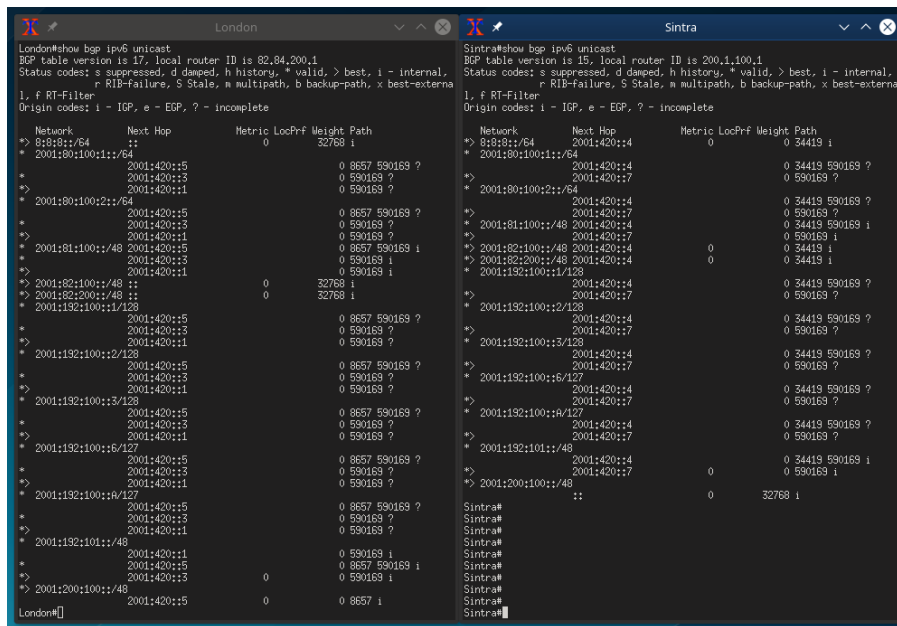 London
London#show bgp ipv6 unicast
BGP table version is 17, local router ID is 82.84.200.1
Status codes: s suppressed, d damped, h history, * valid, > best, i - internal,
r RIB-failure, S Stale, m multipath, b backup-path, x best-externa
l, f RT-Filter
Origin codes: i - IGP, e - EGP, ? - incomplete
Network Next Hop Metric LocPrf Weight Path
*> 8:8:8::/64 :: 0 32768 i
* 2001:80:100:1::/64
2001:420::5 0 8657 590169 ?
* 2001:420::3 0 590169 ?
*> 2001:420::1 0 590169 ?
* 2001:80:100:2::/64
2001:420::5 0 8657 590169 ?
* 2001:420::3 0 590169 ?
*> 2001:420::1 0 590169 ?
* 2001:81:100::/48 2001:420::5 0 8657 590169 i
* 2001:420::3 0 590169 i
*> 2001:420::1 0 590169 i
*> 2001:82:100::/48 :: 0 32768 i
*> 2001:82:200::/48 :: 0 32768 i
* 2001:192:100::1/128
2001:420::5 0 8657 590169 ?
* 2001:420::3 0 590169 ?
*> 2001:420::1 0 590169 ?
* 2001:192:100::2/128
2001:420::5 0 8657 590169 ?
* 2001:420::3 0 590169 ?
*> 2001:420::1 0 590169 ?
* 2001:192:100::3/128
2001:420::5 0 8657 590169 ?
* 2001:420::3 0 590169 ?
*> 2001:420::1 0 590169 ?
* 2001:192:100::6/127
2001:420::5 0 8657 590169 ?
* 2001:420::3 0 590169 ?
*> 2001:420::1 0 590169 ?
* 2001:192:100::A/127
2001:420::5 0 8657 590169 ?
* 2001:420::3 0 590169 ?
*> 2001:420::1 0 590169 ?
* 2001:192:101::/48
2001:420::1 0 590169 i
* 2001:420::5 0 8657 590169 i
*> 2001:420::3 0 0 590169 i
*> 2001:200:100::/48
2001:420::5 0 0 8657 i
London#
Sintra
Sintra#show bgp ipv6 unicast
BGP table version is 15, local router ID is 200.1.100.1
Status codes: s suppressed, d damped, h history, * valid, > best, i - internal,
r RIB-failure, S Stale, m multipath, b backup-path, x best-externa
l, f RT-Filter
Origin codes: i - IGP, e - EGP, ? - incomplete
Network Next Hop Metric LocPrf Weight Path
*> 8:8:8::/64 2001:420::4 0 0 34419 i
* 2001:80:100:1::/64
2001:420::4 0 34419 590169 ?
*> 2001:420::7 0 590169 ?
* 2001:80:100:2::/64
2001:420::4 0 34419 590169 ?
*> 2001:420::7 0 590169 ?
* 2001:81:100::/48 2001:420::4 0 34419 590169 i
*> 2001:420::7 0 590169 i
*> 2001:82:100::/48 2001:420::4 0 0 34419 i
*> 2001:82:200::/48 2001:420::4 0 0 34419 i
* 2001:192:100::1/128
2001:420::4 0 34419 590169 ?
*> 2001:420::7 0 590169 ?
* 2001:192:100::2/128
2001:420::4 0 34419 590169 ?
*> 2001:420::7 0 590169 ?
* 2001:192:100::3/128
2001:420::4 0 34419 590169 ?
*> 2001:420::7 0 590169 ?
* 2001:192:100::6/127
2001:420::4 0 34419 590169 ?
*> 2001:420::7 0 590169 ?
* 2001:192:100::A/127
2001:420::4 0 34419 590169 ?
*> 2001:420::7 0 590169 ?
* 2001:192:101::/48
2001:420::4 0 34419 590169 i
*> 2001:420::7 0 0 590169 i
*> 2001:200:100::/48
:: 0 32768 i
Sintra#
Sintra#
Sintra#
Sintra#
Sintra#
Sintra#
Sintra#
Sintra#
Sintra#
Sintra#